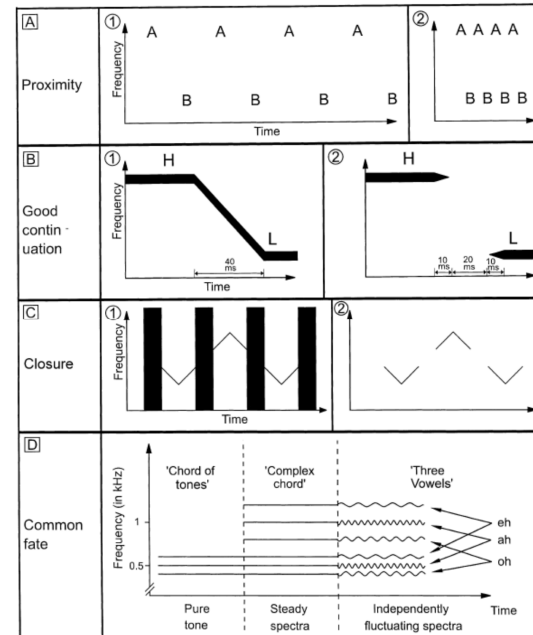 A
Proximity
① Frequency
A A A A
B B B B
Time
②
A A A A
B B B B
B
Good
contin -
uation
① Frequency
H
L
40
ms
Time
②
H
L
10 20 10
ms ms ms
C
Closure
① Frequency
Time
②
D
Common
fate
Frequency (in kHz)
1
0.5
'Chord of
tones'
'Complex
chord'
'Three
Vowels'
eh
ah
oh
Pure
tone
Steady
spectra
Independently
fluctuating spectra
Time